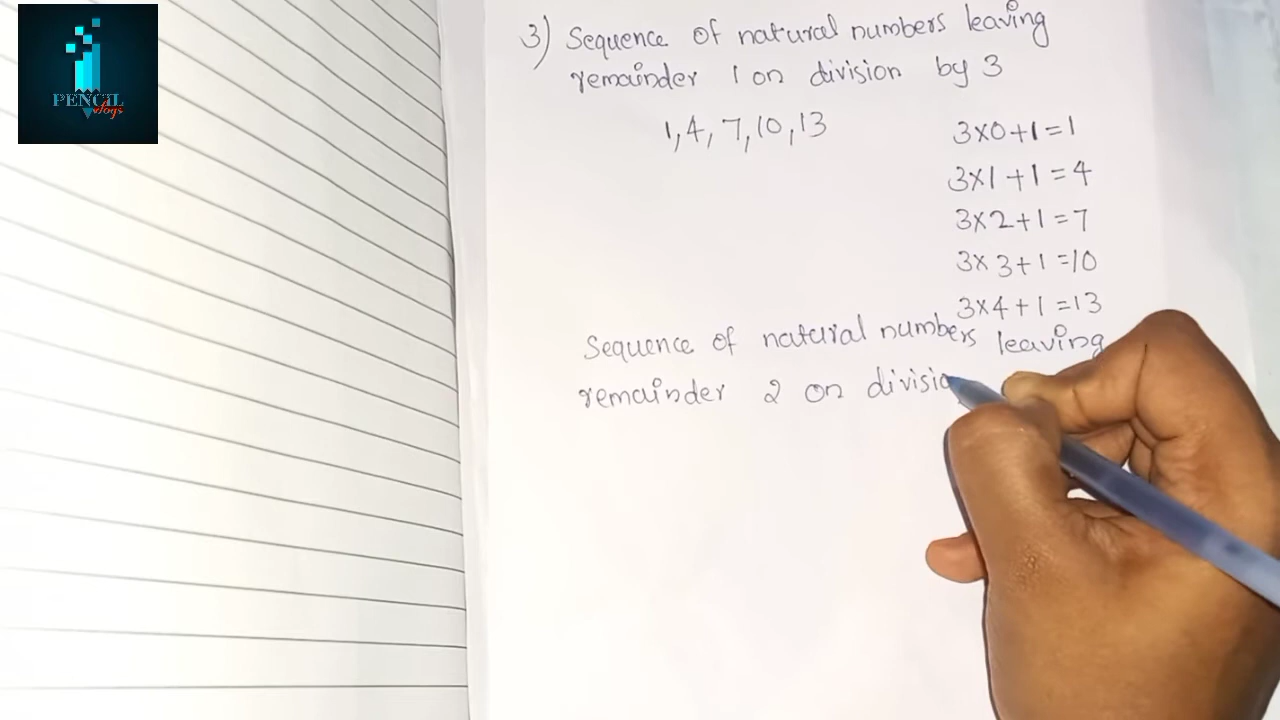 PENCIL
Joys
3) Sequence of natural numbers leaving
remainder 1 on division by 3
1, 4, 7, 10, 13
3×0+1=1
3×1+1=4
3×2+1=7
3×3+1=10
3×4+1=13
Sequence of natural numbers leaving
remainder 2 on